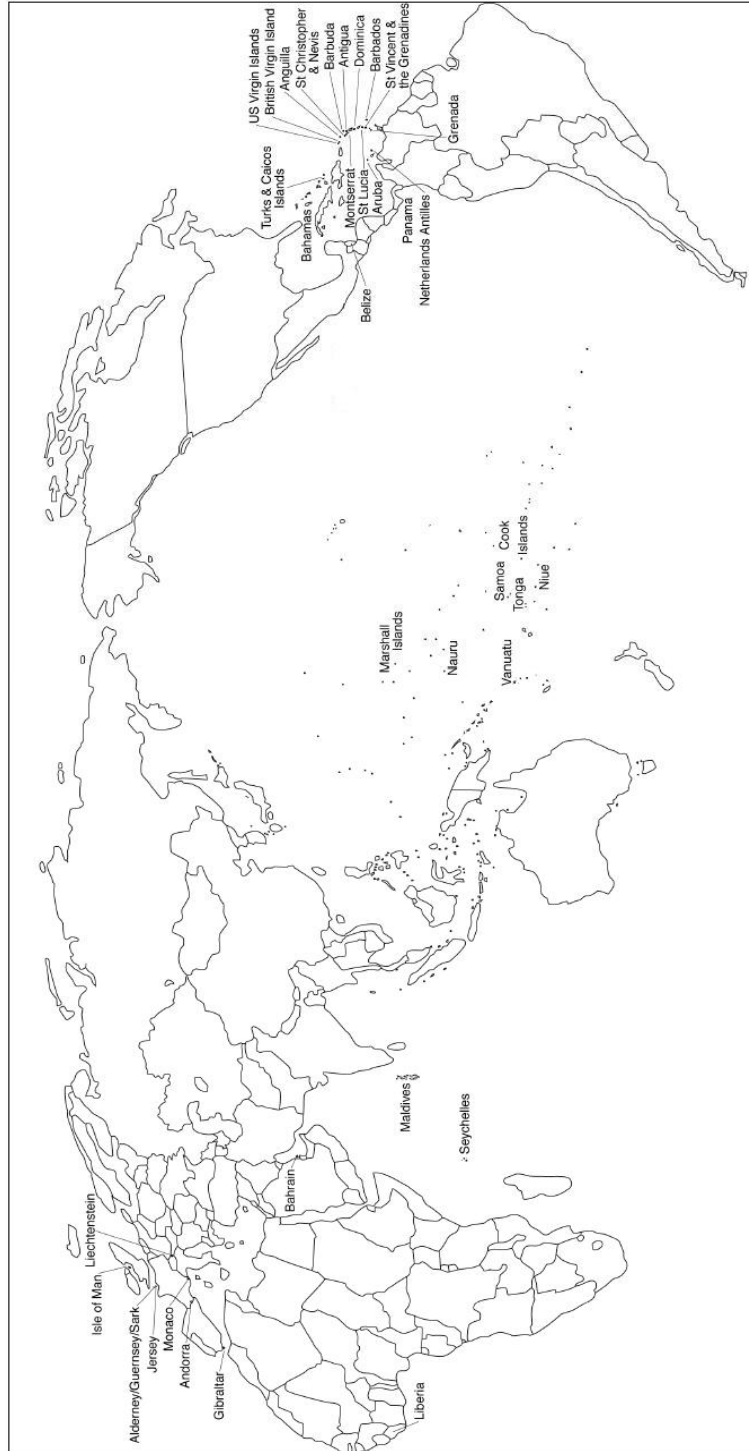 Isle of Man
Liechtenstein
Alderney/Guernsey/Sark
Jersey
Monaco
Andorra
Gibraltar
Liberia
Bahrain
Maldives
Seychelles
Marshall
Islands
Nauru
Vanuatu
Samoa
Tonga
Cook
Islands
Niue
Turks & Caicos
Islands
Bahamas
Belize
US Virgin Islands
British Virgin Island
Anguilla
St Christopher
& Nevis
Barbuda
Antigua
Dominica
Barbados
St Vincent &
the Grenadines
Montserrat
St Lucia
Aruba
Panamá
Netherlands Antilles
Grenada